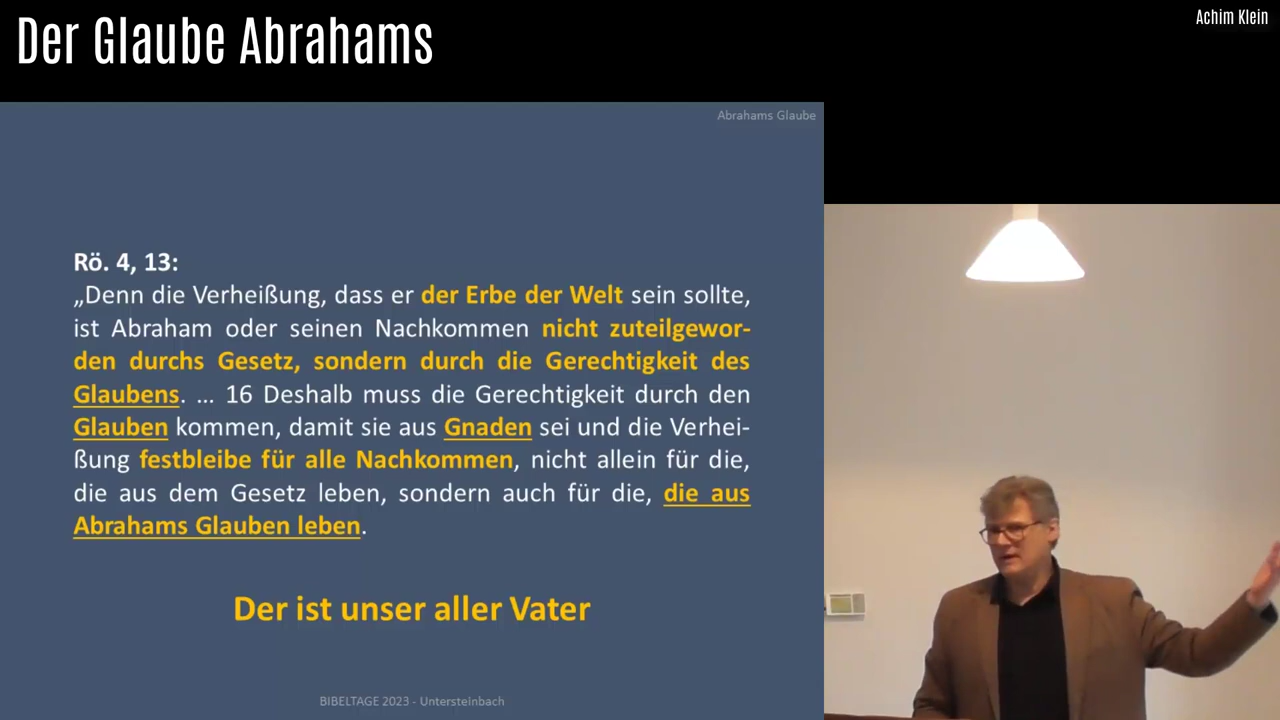 Der Glaube Abrahams
Achim Klein
Abrahams Glaube
Rö. 4, 13:
„Denn die Verheißung, dass er der Erbe der Welt sein sollte,
ist Abraham oder seinen Nachkommen nicht zuteilgewor-
den durchs Gesetz, sondern durch die Gerechtigkeit des
Glaubens. ... 16 Deshalb muss die Gerechtigkeit durch den
Glauben kommen, damit sie aus Gnaden sei und die Verhei-
ßung festbleibe für alle Nachkommen, nicht allein für die,
die aus dem Gesetz leben, sondern auch für die, die aus
Abrahams Glauben leben.
Der ist unser aller Vater
BIBELTAGE 2023 - Untersteinbach